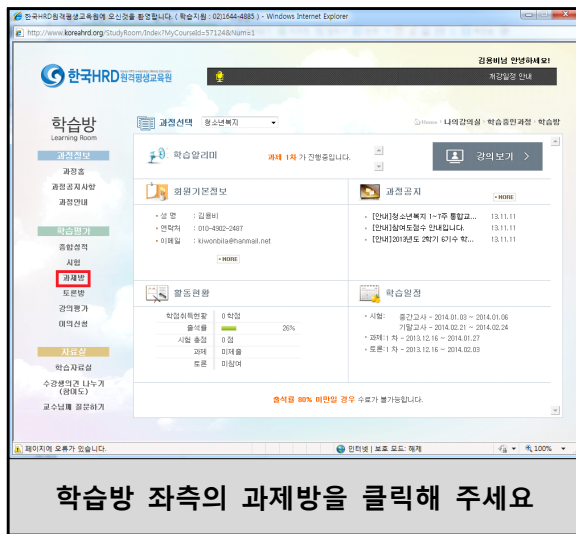 한국HRD원격평생교육원에 오신것을 환영합니다. ( 학습지원 : 02)1644-4885 ) - Windows Internet Explorer
http://www.koreahrd.org/StudyRoom/Index?MyCourseId=57124&Num=1
김용비님 안녕하세요!
한국HRD원격평생교육원
개강일정 안내
학습방
Learning Room
과정선택 청소년복지
Home > 나의강의실 > 학습중인과정 > 학습방
학습알리미
과제 1차 가 진행중입니다.
강의보기 >
과정정보
과정홈
과정공지사항
과정안내
학습평가
종합성적
시험
과제방
토론방
강의평가
이의신청
자료실
학습자료실
수강생의견 나누기
(참여도)
교수님께 질문하기
회원기본정보
· 성 명 : 김용비
· 연락처 : 010-4902-2487
· 이메일 : kiwonbila@hanmail.net
• MORE
과정공지
• MORE
· [안내]청소년복지 1~7주 통합교... 13.11.11
· [안내]참여도점수 안내입니다. 13.11.11
· [안내]2013년도 2학기 6기수 학... 13.11.11
활동현황
학점취득현황 0 학점
출석률 26%
시험 총점 0 점
과제 미제출
토론 미참여
학습일정
· 시험: 중간고사 - 2014.01.03 ~ 2014.01.06
기말고사 - 2014.02.21 ~ 2014.02.24
· 과제:1 차 - 2013.12.16 ~ 2014.01.27
· 토론:1 차 - 2013.12.16 ~ 2014.02.03
출석률 80% 미만일 경우 수료가 불가능합니다.
페이지에 오류가 있습니다.
인터넷 | 보호 모드: 해제
100%
학습방 좌측의 과제방을 클릭해 주세요